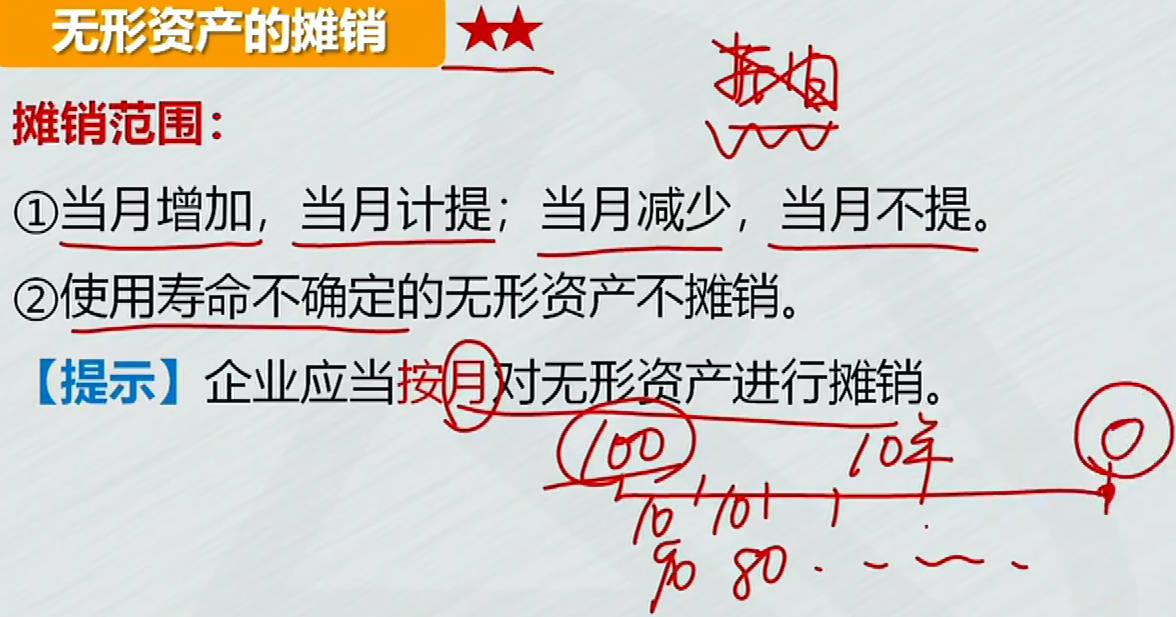 无形资产的摊销 ★★
摊销范围：
①当月增加，当月计提；当月减少，当月不提。
②使用寿命不确定的无形资产不摊销。
【提示】企业应当按月对无形资产进行摊销。
100 10年 0
10 10
90 80